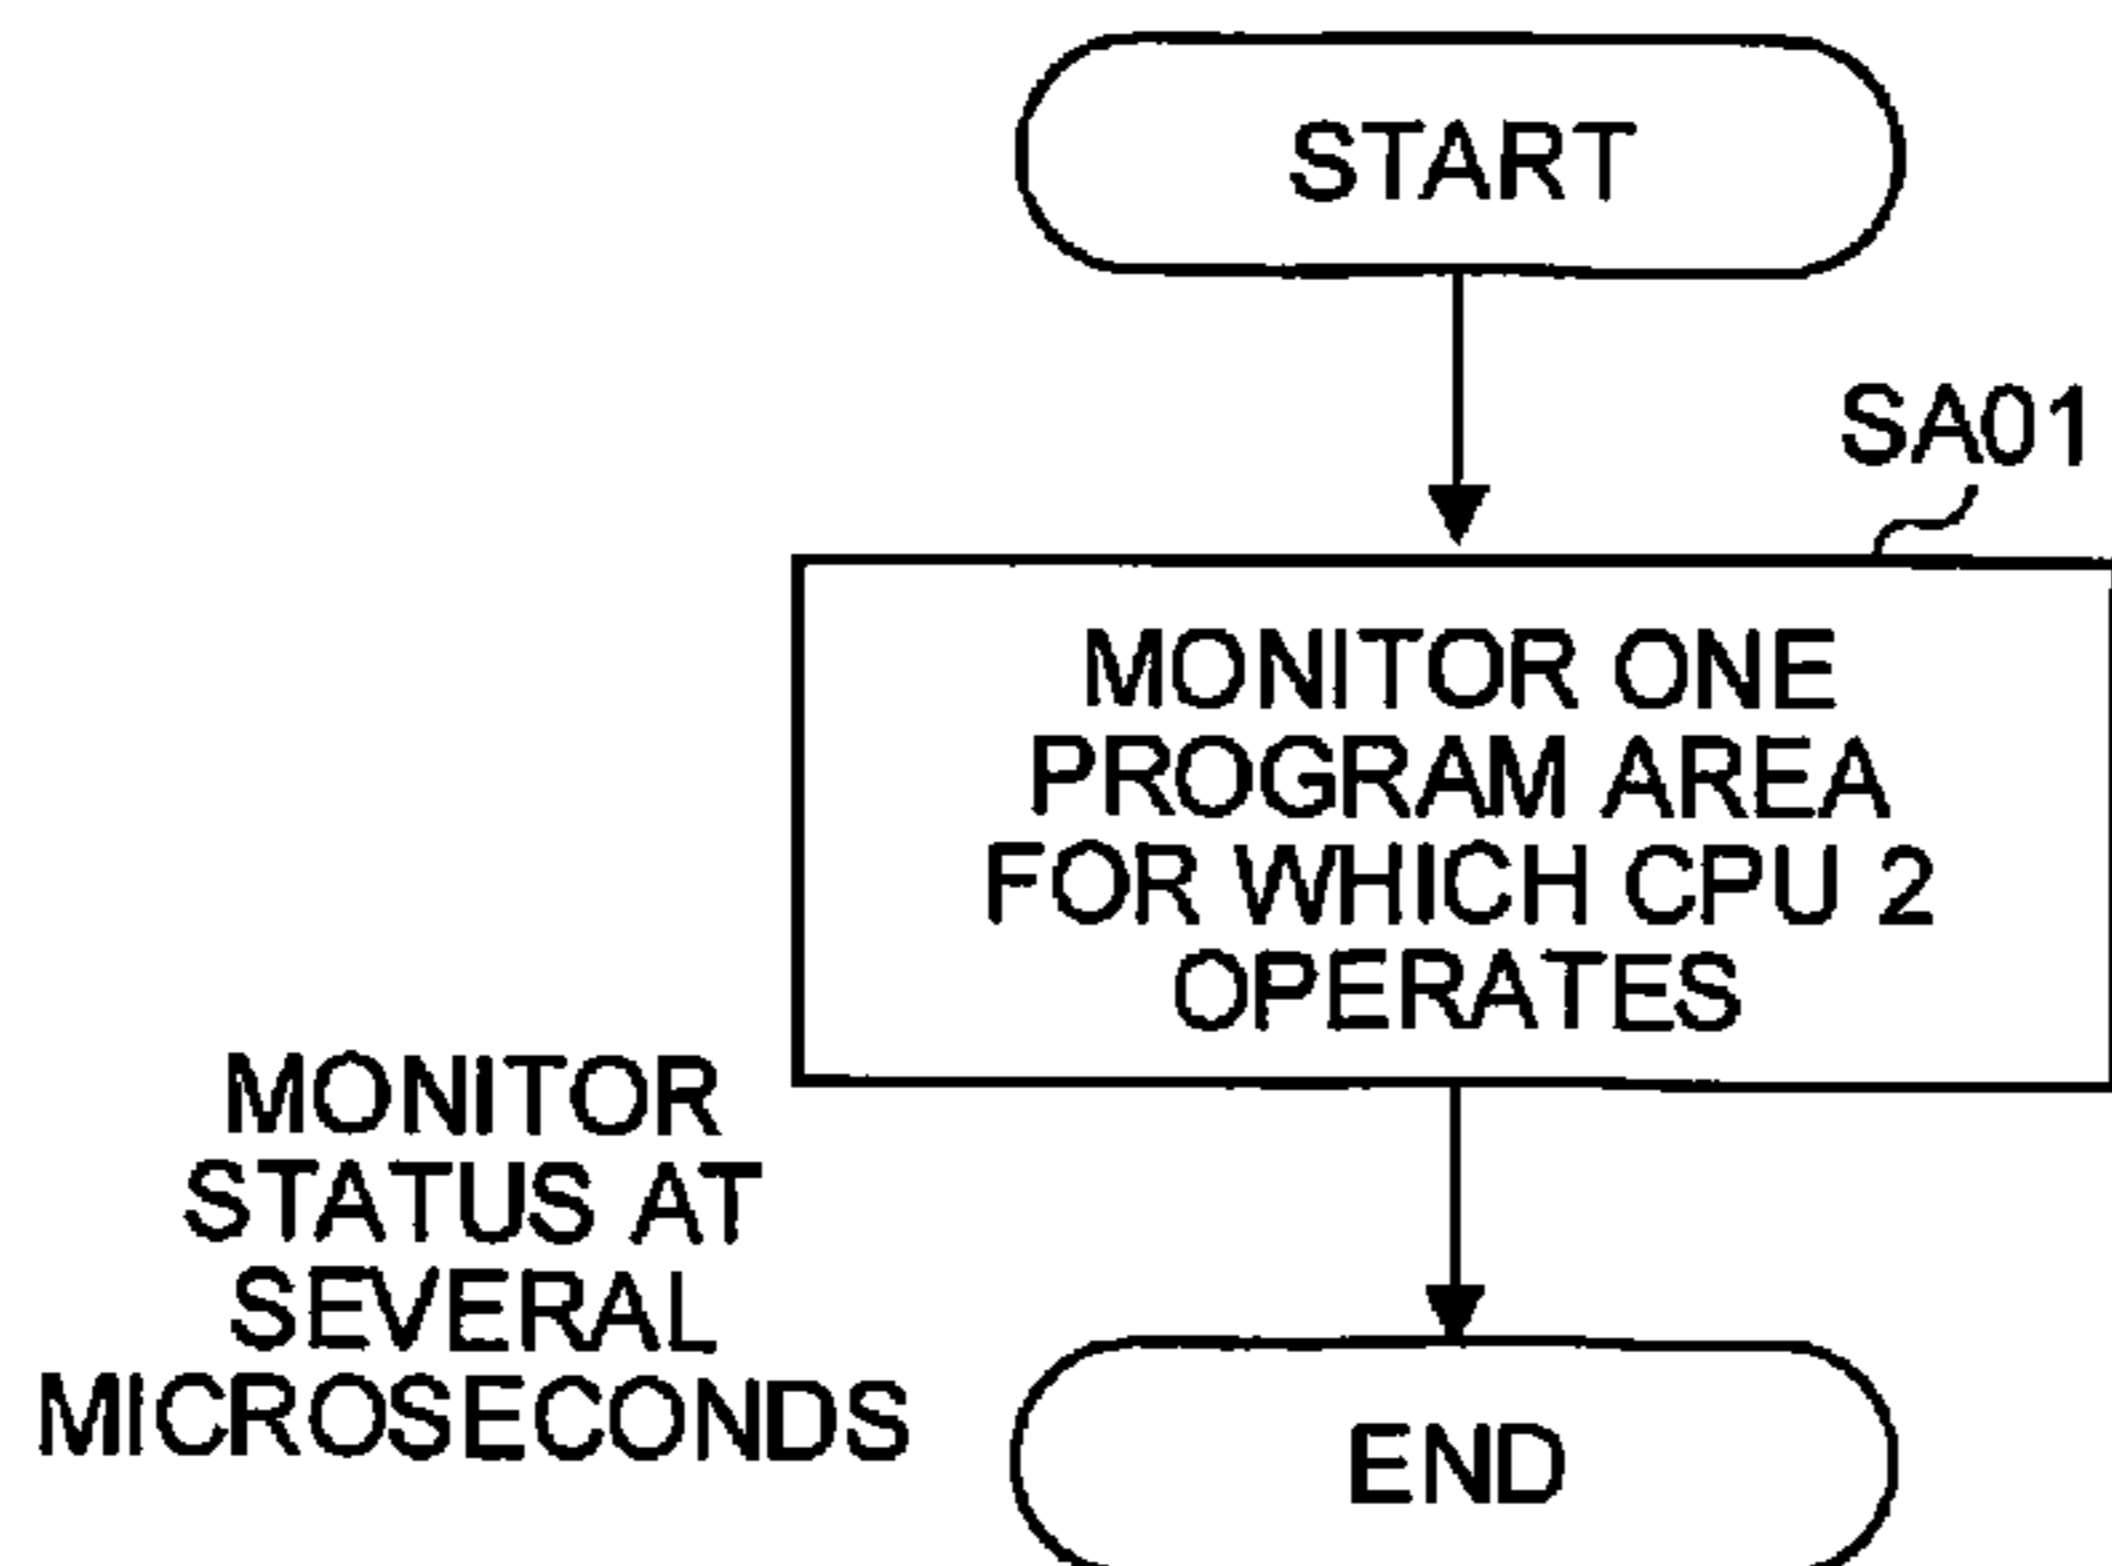 START
SA01
MONITOR ONE
PROGRAM AREA
FOR WHICH CPU 2
OPERATES
MONITOR
STATUS AT
SEVERAL
MICROSECONDS
END